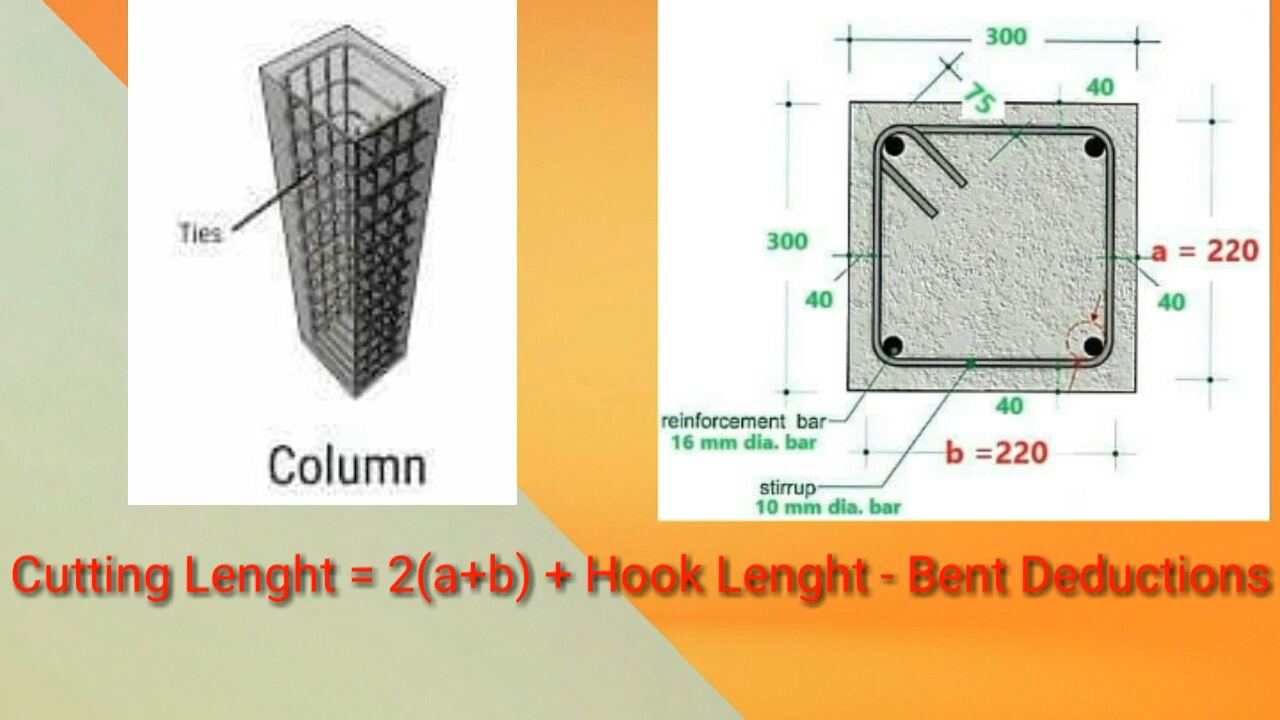 Ties
Column
300
75
40
300
a = 220
40
40
40
reinforcement bar
16 mm dia. bar
b =220
stirrup
10 mm dia. bar
Cutting Lenght = 2(a+b) + Hook Lenght - Bent Deductions